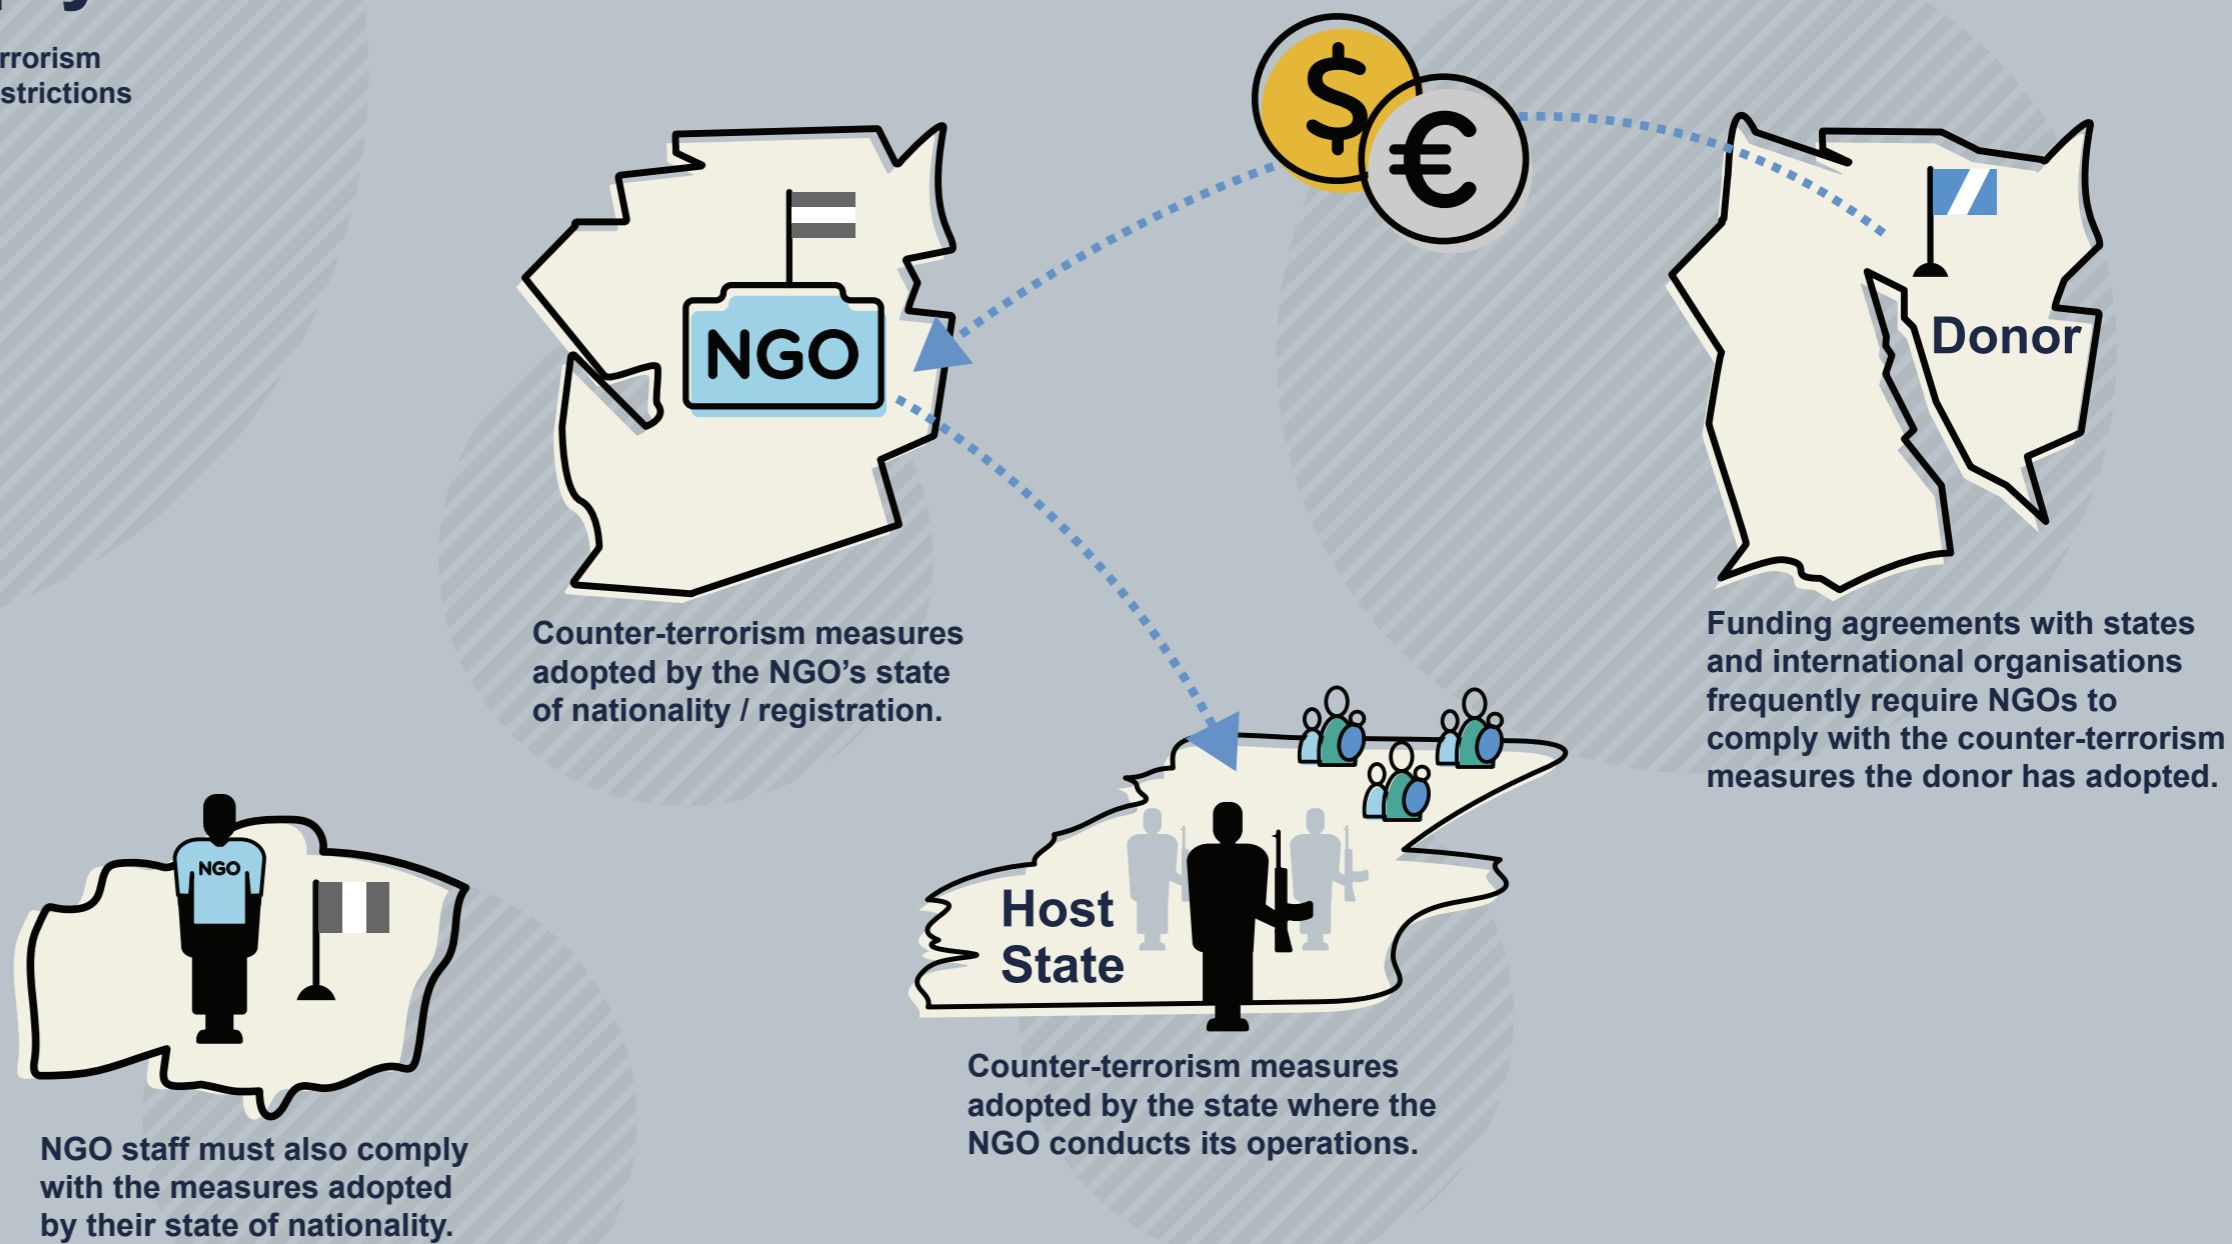 rrorism
strictions
$
€
NGO
Donor
Counter-terrorism measures
adopted by the NGO’s state
of nationality / registration.
Funding agreements with states
and international organisations
frequently require NGOs to
comply with the counter-terrorism
measures the donor has adopted.
NGO
Host
State
NGO staff must also comply
with the measures adopted
by their state of nationality.
Counter-terrorism measures
adopted by the state where the
NGO conducts its operations.